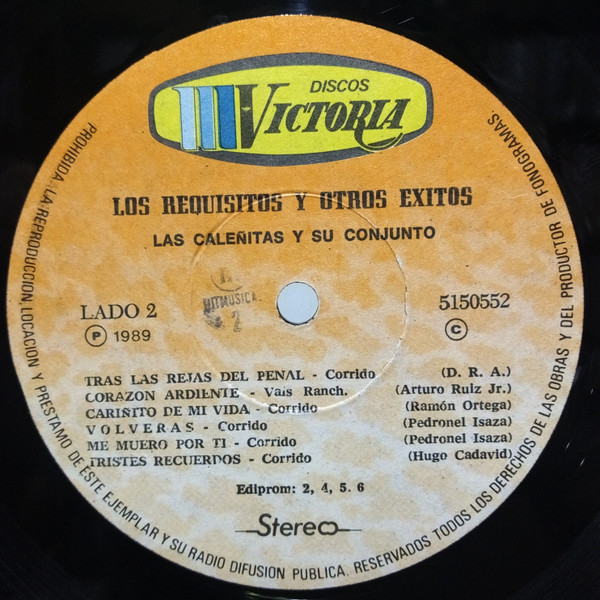 DISCOS
VICTORIA
LOS REQUISITOS Y OTROS EXITOS
LAS CALEÑITAS Y SU CONJUNTO
LADO 2
5150552
Ⓟ 1989
©
TRAS LAS REJAS DEL PENAL - Corrido (D. R. A.)
CORAZON ARDIENTE - Vals Ranch. (Arturo Ruiz Jr.)
CARIÑITO DE MI VIDA - Corrido (Ramón Ortega)
VOLVERAS - Corrido (Pedronel Isaza)
ME MUERO POR TI - Corrido (Pedronel Isaza)
TRISTES RECUERDOS - Corrido (Hugo Cadavid)
Ediprom: 2, 4, 5. 6
Stereo
PROHIBIDA LA REPRODUCCION, LOCACION Y PRESTAMO DE ESTE EJEMPLAR Y SU RADIO DIFUSION PUBLICA. RESERVADOS TODOS LOS DERECHOS DE LAS OBRAS Y DEL PRODUCTOR DE FONOGRAMAS.